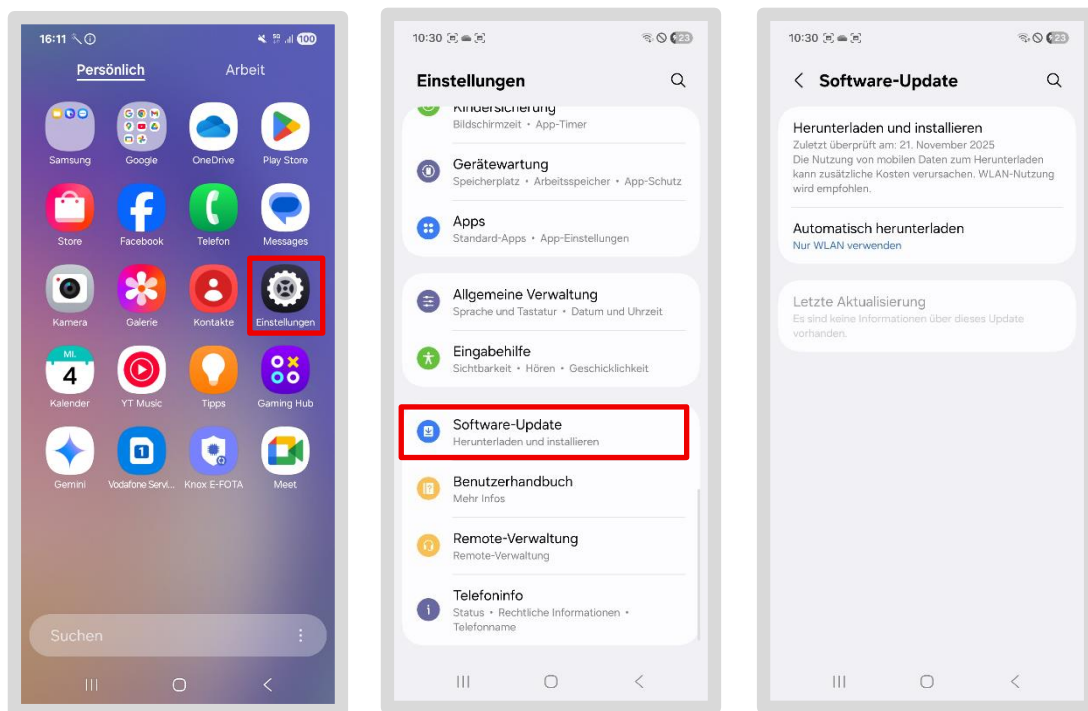 16:11
100
Persönlich
Arbeit
Samsung
Google
OneDrive
Play Store
Store
Facebook
Telefon
Messages
Kamera
Galerie
Kontakte
Einstellungen
MI.
4
Kalender
YT Music
Tipps
Gaming Hub
1
Gemini
Vodafone Servi...
Knox E-FOTA
Meet
Suchen
10:30
23
Einstellungen
Kindersicherung
Bildschirmzeit • App-Timer
Gerätewartung
Speicherplatz • Arbeitsspeicher • App-Schutz
Apps
Standard-Apps • App-Einstellungen
Allgemeine Verwaltung
Sprache und Tastatur • Datum und Uhrzeit
Eingabehilfe
Sichtbarkeit • Hören • Geschicklichkeit
Software-Update
Herunterladen und installieren
Benutzerhandbuch
Mehr Infos
Remote-Verwaltung
Remote-Verwaltung
Telefoninfo
Status • Rechtliche Informationen •
Telefonname
10:30
23
Software-Update
Herunterladen und installieren
Zuletzt überprüft am: 21. November 2025
Die Nutzung von mobilen Daten zum Herunterladen
kann zusätzliche Kosten verursachen. WLAN-Nutzung
wird empfohlen.
Automatisch herunterladen
Nur WLAN verwenden
Letzte Aktualisierung
Es sind keine Informationen über dieses Update
vorhanden.